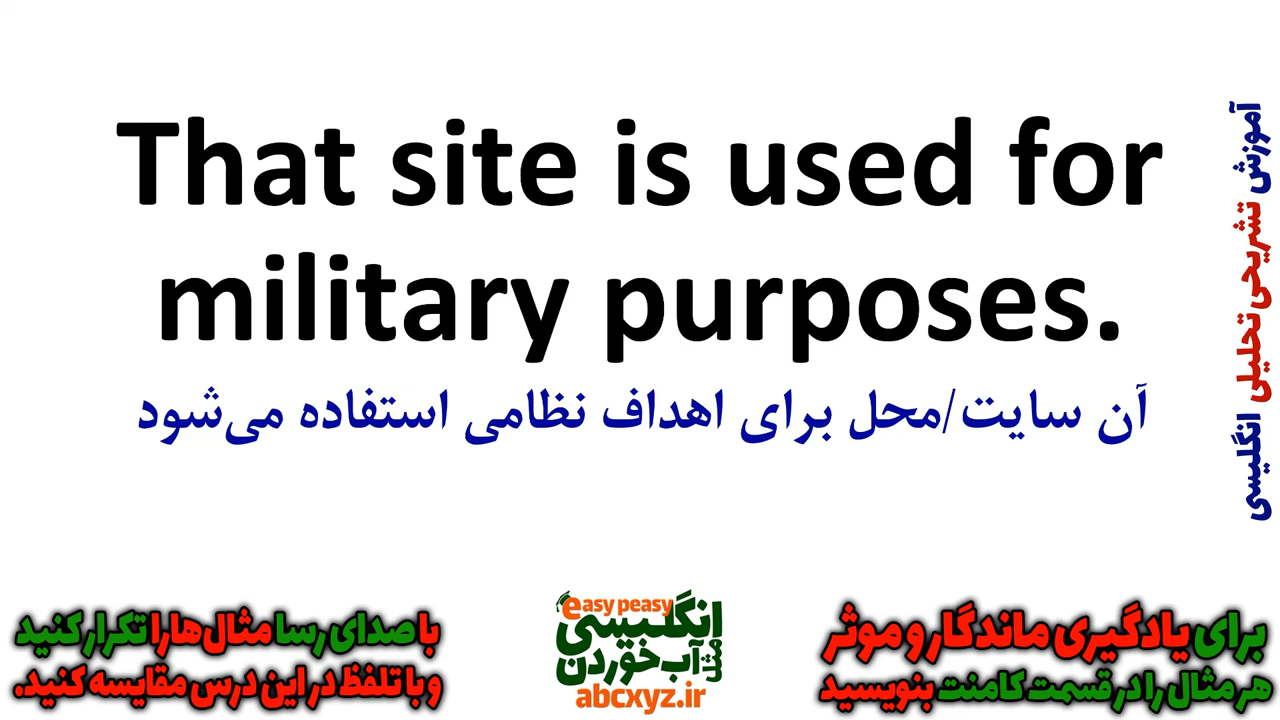 That site is used for
military purposes.
آن سایت/محل برای اهداف نظامی استفاده می‌شود
آموزش تشریحی تحلیلی انگلیسی
برای یادگیری ماندگار و موثر
هر مثال را در قسمت کامنت بنویسید
easy peasy
انگلیسی
مثل
آب خوردن
abcxyz.ir
با صدای رسا مثال‌ها را تکرار کنید
و با تلفظ در این درس مقایسه کنید.